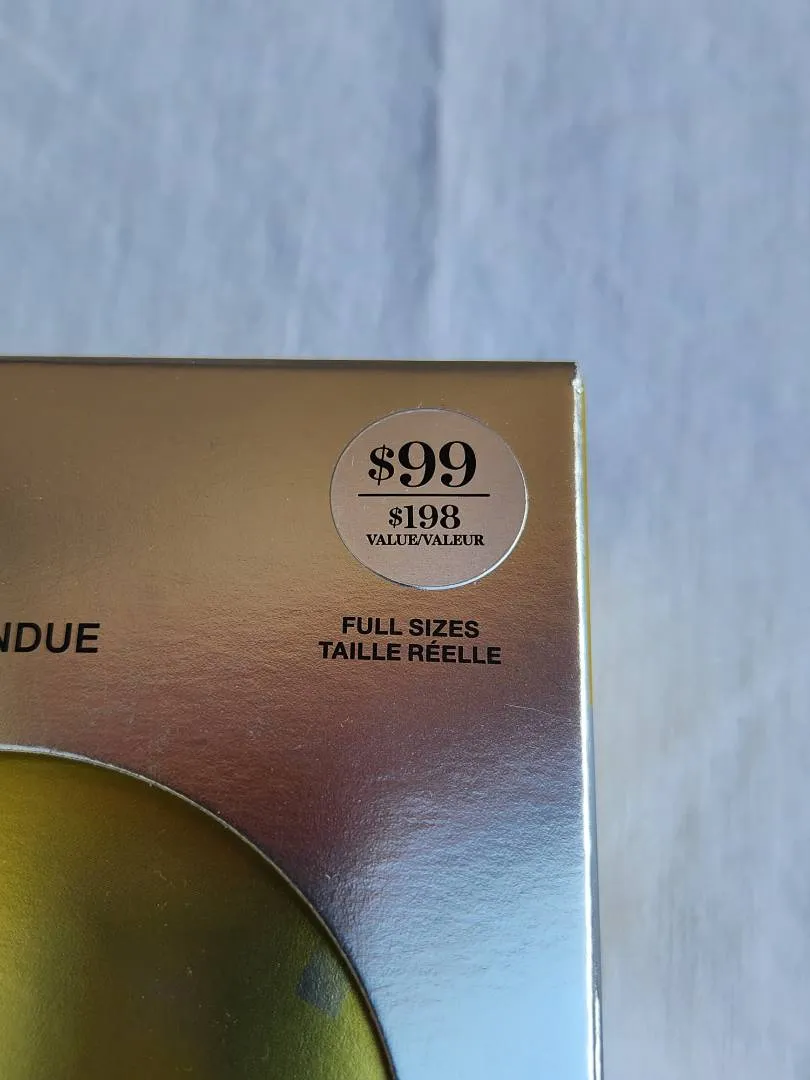 $99
$198
VALUE/VALEUR
NDUE
FULL SIZES
TAILLE RÉELLE